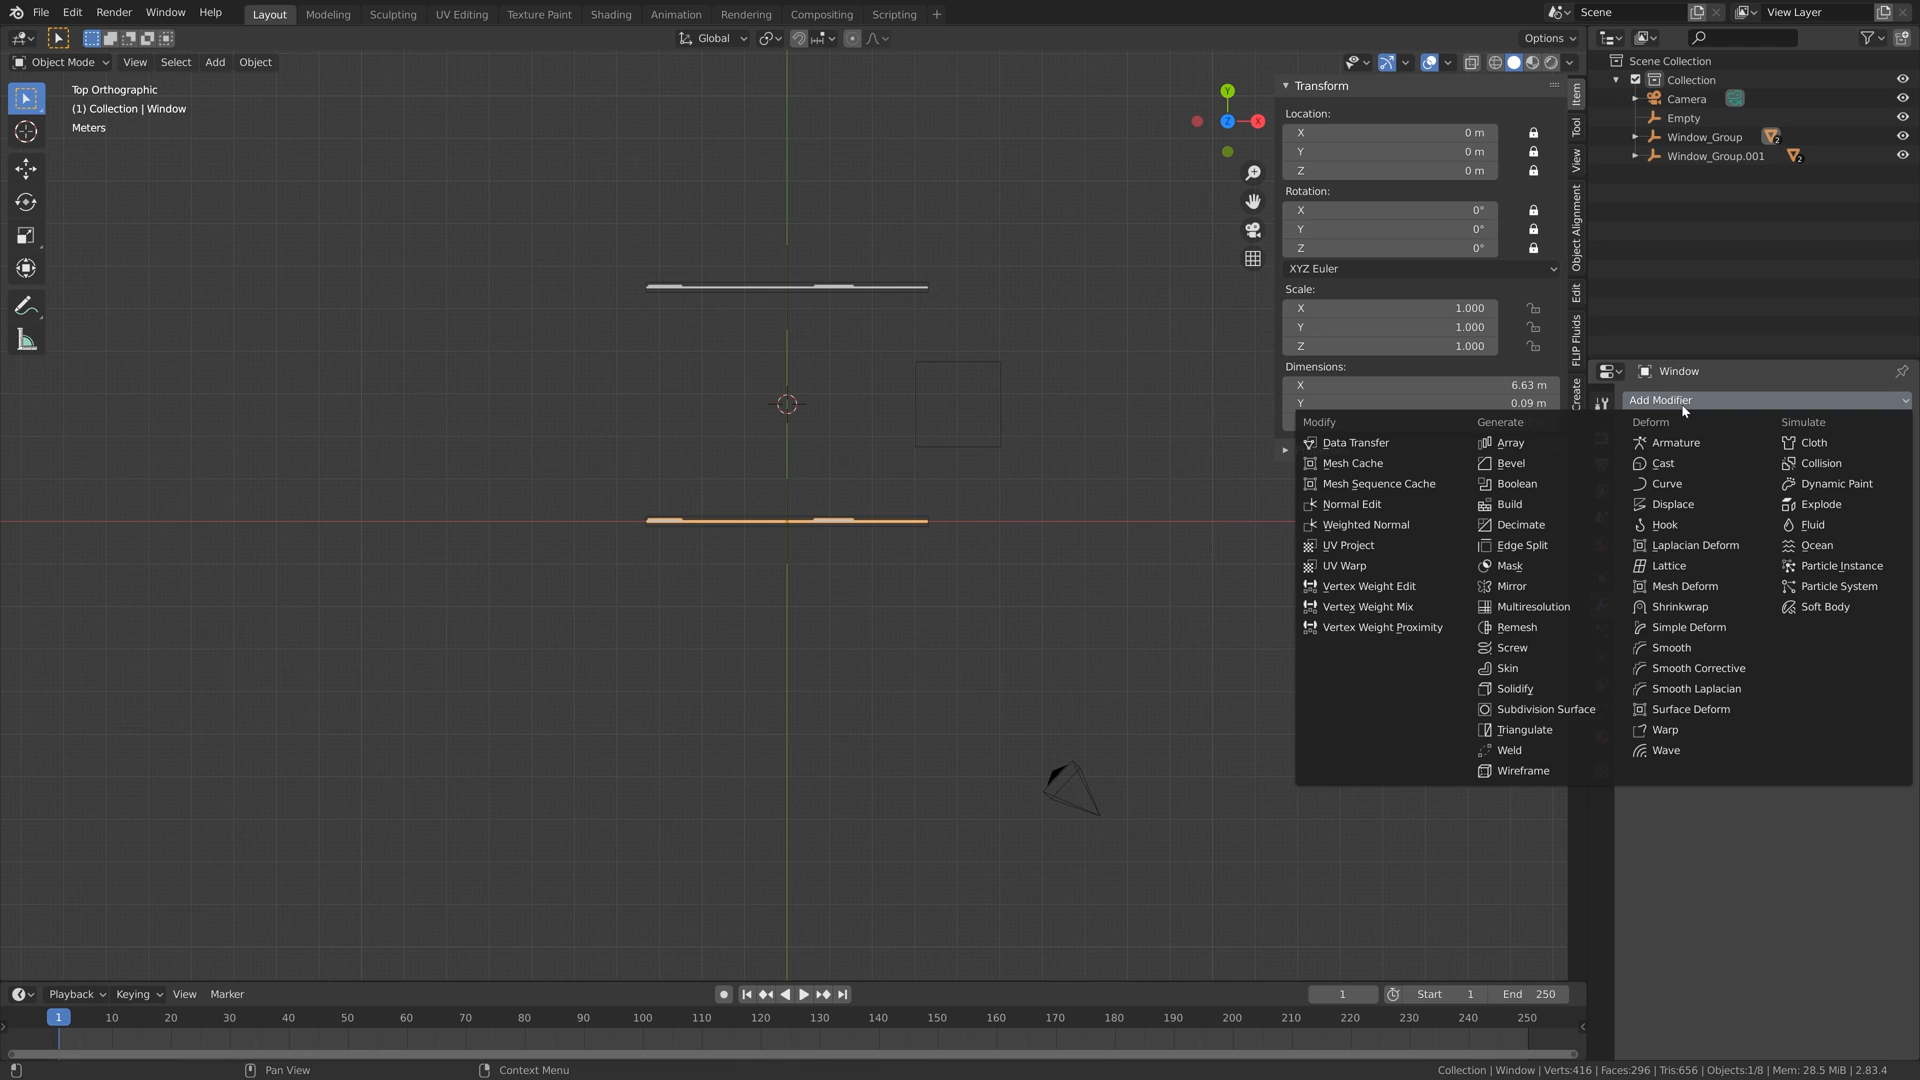 File Edit Render Window Help Layout Modeling Sculpting UV Editing Texture Paint Shading Animation Rendering Compositing Scripting + Scene View Layer
Global Options
Object Mode View Select Add Object
Top Orthographic
(1) Collection | Window
Meters
Y
Z
X
Transform
Location:
X 0 m
Y 0 m
Z 0 m
Rotation:
X 0°
Y 0°
Z 0°
XYZ Euler
Scale:
X 1.000
Y 1.000
Z 1.000
Dimensions:
X 6.63 m
Y 0.09 m
Item
Tool
View
Object Alignment
Edit
FLIP Fluids
Create
Scene Collection
Collection
Camera
Empty
Window_Group 2
Window_Group.001 2
Window
Add Modifier
Modify
Data Transfer
Mesh Cache
Mesh Sequence Cache
Normal Edit
Weighted Normal
UV Project
UV Warp
Vertex Weight Edit
Vertex Weight Mix
Vertex Weight Proximity
Generate
Array
Bevel
Boolean
Build
Decimate
Edge Split
Mask
Mirror
Multiresolution
Remesh
Screw
Skin
Solidify
Subdivision Surface
Triangulate
Weld
Wireframe
Deform
Armature
Cast
Curve
Displace
Hook
Laplacian Deform
Lattice
Mesh Deform
Shrinkwrap
Simple Deform
Smooth
Smooth Corrective
Smooth Laplacian
Surface Deform
Warp
Wave
Simulate
Cloth
Collision
Dynamic Paint
Explode
Fluid
Ocean
Particle Instance
Particle System
Soft Body
Playback Keying View Marker 1 Start 1 End 250
1 10 20 30 40 50 60 70 80 90 100 110 120 130 140 150 160 170 180 190 200 210 220 230 240 250
Pan View Context Menu Collection | Window | Verts:416 | Faces:296 | Tris:656 | Objects:1/8 | Mem: 28.5 MiB | 2.83.4